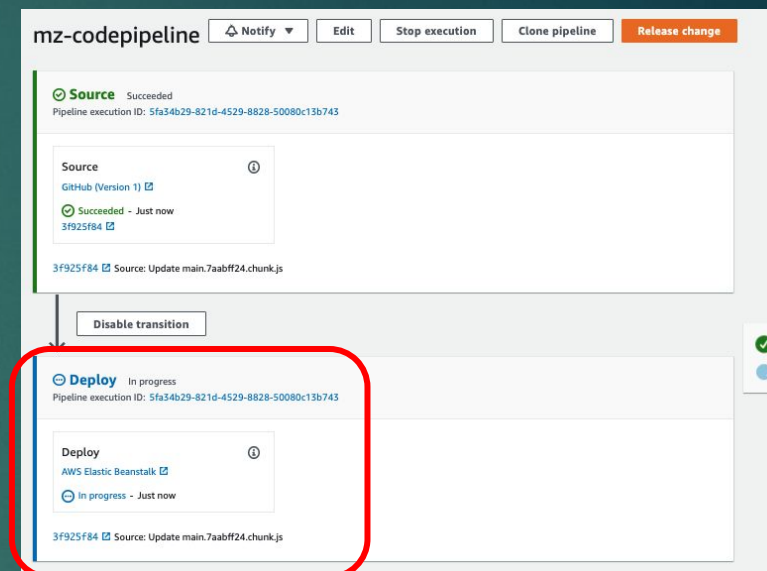 mz-codepipeline Notify Edit Stop execution Clone pipeline Release change
Source Succeeded
Pipeline execution ID: 5fa34b29-821d-4529-8828-50080c13b743
Source
GitHub (Version 1)
Succeeded - Just now
3f925f84
3f925f84 Source: Update main.7aabff24.chunk.js
Disable transition
Deploy In progress
Pipeline execution ID: 5fa34b29-821d-4529-8828-50080c13b743
Deploy
AWS Elastic Beanstalk
In progress - Just now
3f925f84 Source: Update main.7aabff24.chunk.js